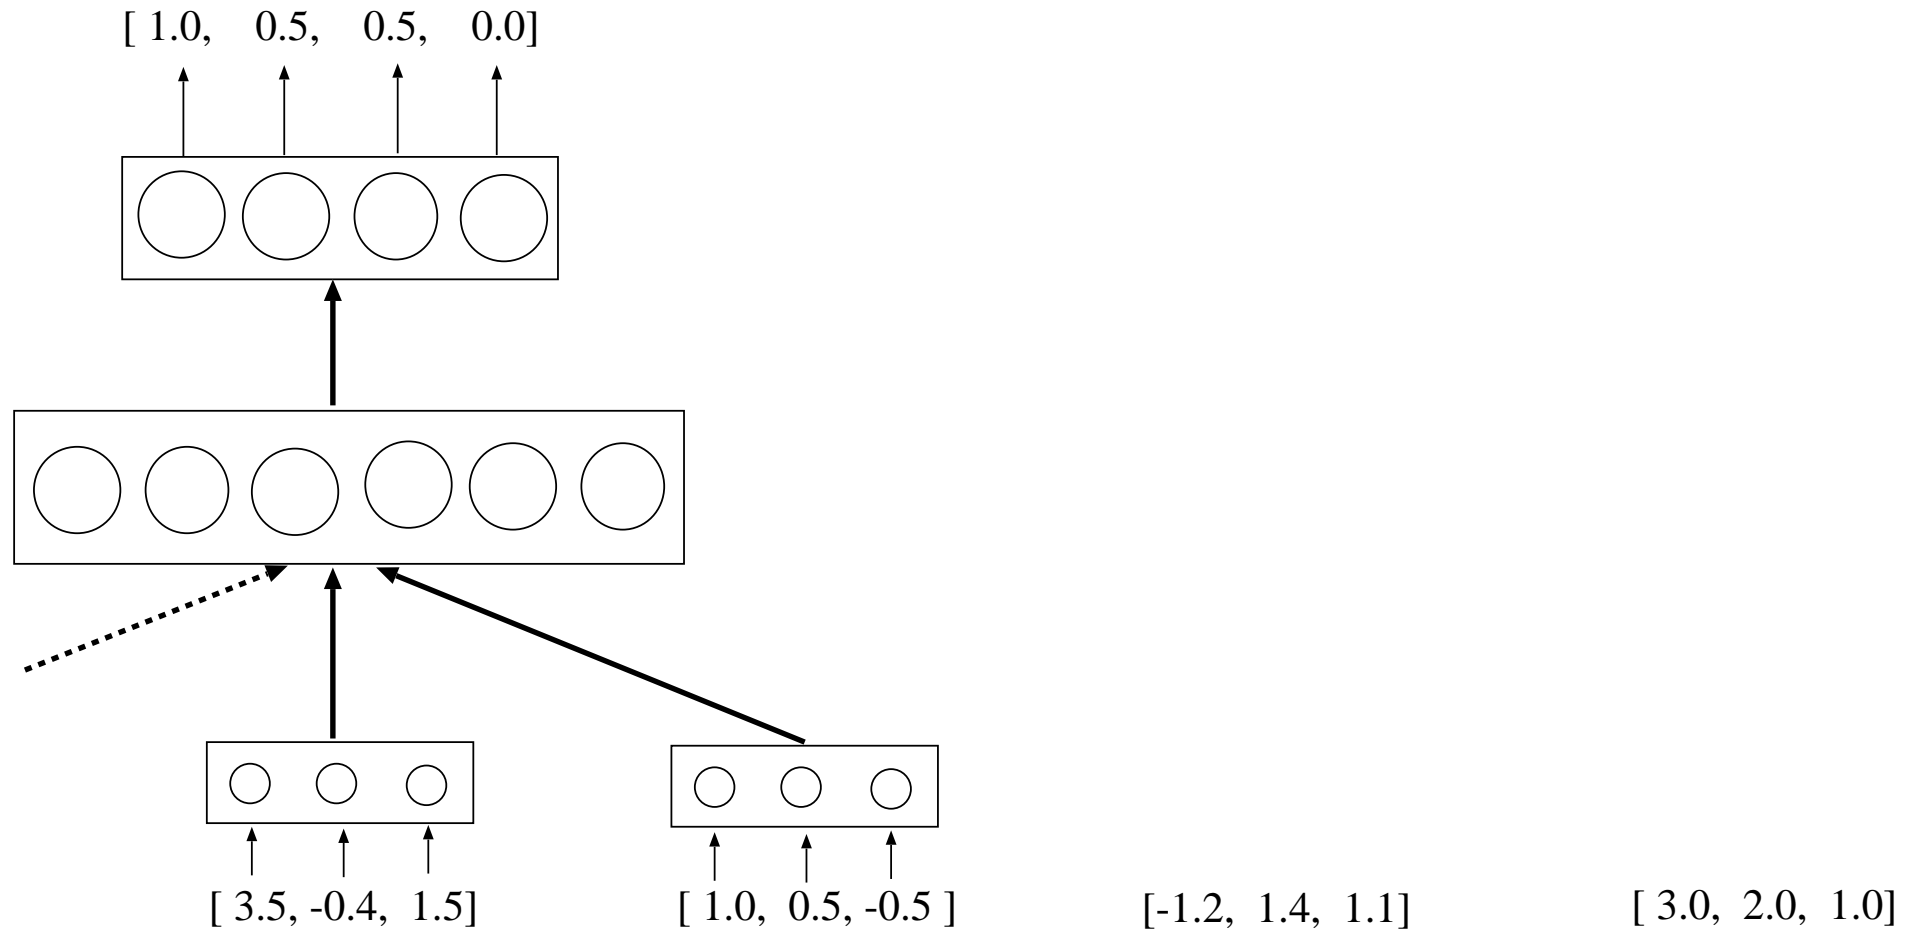 [ 1.0, 0.5, 0.5, 0.0]
[ 3.5, -0.4, 1.5] [ 1.0, 0.5, -0.5 ] [-1.2, 1.4, 1.1] [ 3.0, 2.0, 1.0]